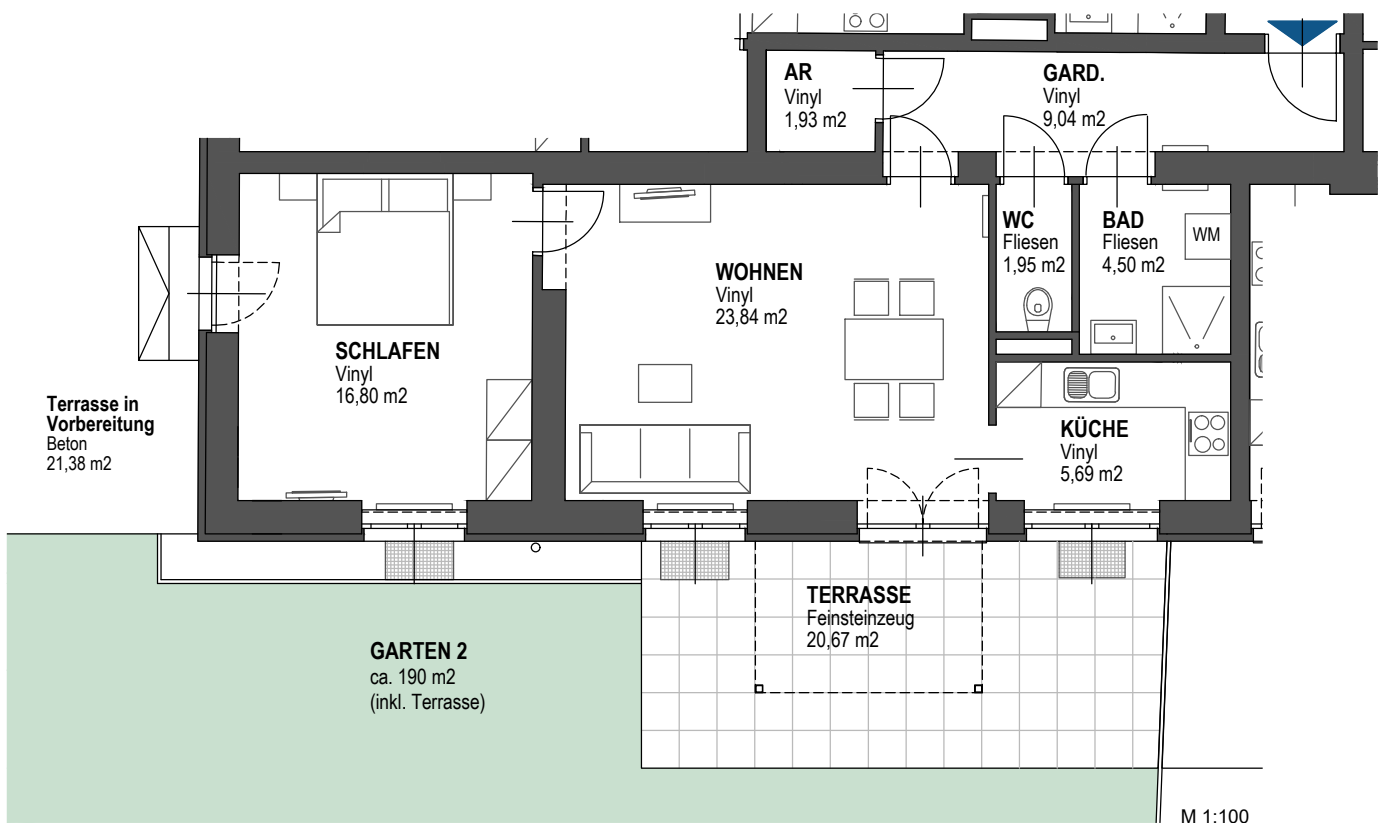 AR
Vinyl
1,93 m2
GARD.
Vinyl
9,04 m2
WC
Fliesen
1,95 m2
BAD
Fliesen
4,50 m2
WM
WOHNEN
Vinyl
23,84 m2
SCHLAFEN
Vinyl
16,80 m2
Terrasse in
Vorbereitung
Beton
21,38 m2
KÜCHE
Vinyl
5,69 m2
TERRASSE
Feinsteinzeug
20,67 m2
GARTEN 2
ca. 190 m2
(inkl. Terrasse)
M 1:100